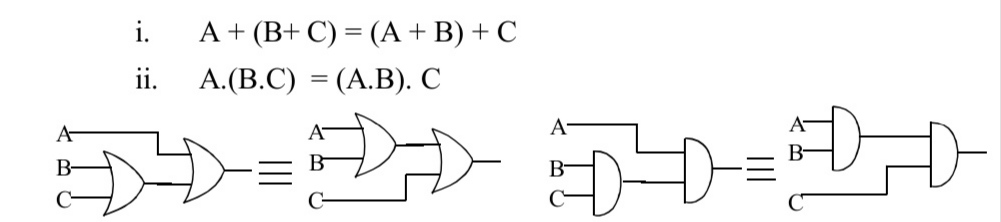 i. A + (B+ C) = (A + B) + C
ii. A.(B.C) = (A.B). C
A A A A
B B B B
C C C C